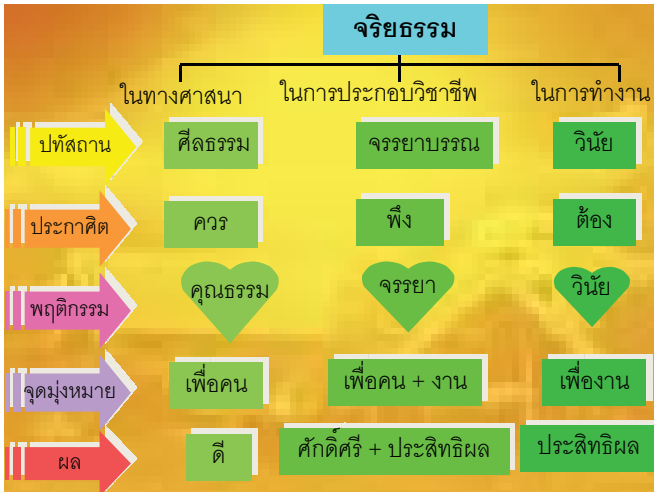 จริยธรรม
ในทางศาสนา ในการประกอบวิชาชีพ ในการทำงาน
ปทัสถาน ศีลธรรม จรรยาบรรณ วินัย
ประกาศิต ควร พึง ต้อง
พฤติกรรม คุณธรรม จรรยา วินัย
จุดมุ่งหมาย เพื่อคน เพื่อคน + งาน เพื่องาน
ผล ดี ศักดิ์ศรี + ประสิทธิผล ประสิทธิผล